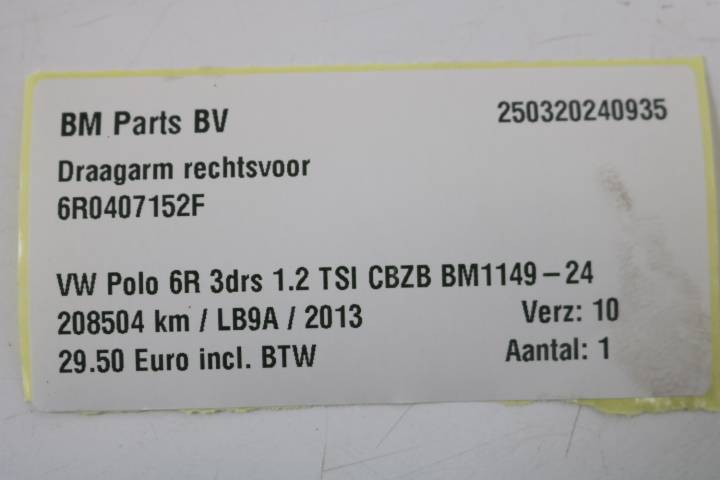 BM Parts BV 250320240935
Draagarm rechtsvoor
6R0407152F
VW Polo 6R 3drs 1.2 TSI CBZB BM1149-24
208504 km / LB9A / 2013 Verz: 10
29.50 Euro incl. BTW Aantal: 1